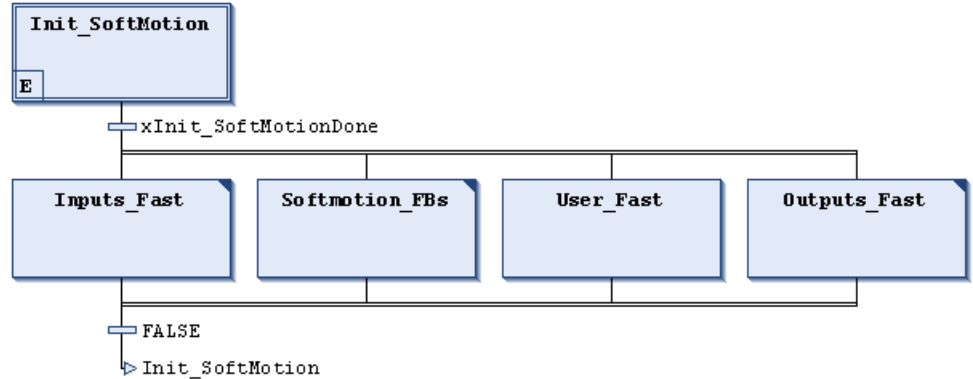 Init_SoftMotion
E
xInit_SoftMotionDone
Inputs_Fast
Softmotion_FBs
User_Fast
Outputs_Fast
FALSE
Init_SoftMotion